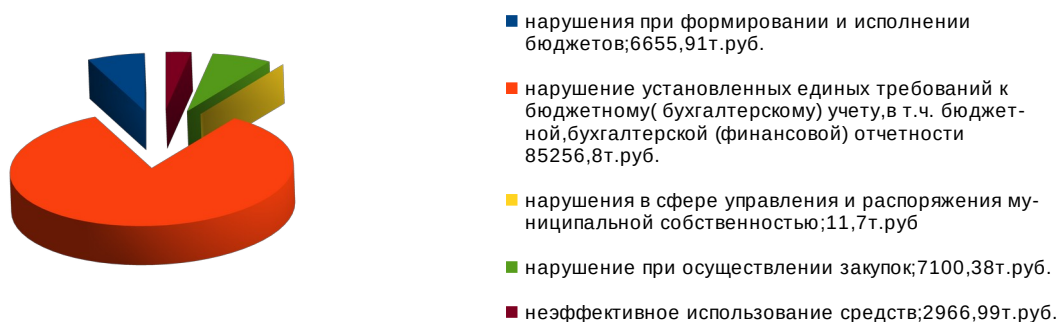 нарушения при формировании и исполнении
бюджетов;6655,91т.руб.
нарушение установленных единых требований к
бюджетному( бухгалтерскому) учету,в т.ч. бюджет-
ной,бухгалтерской (финансовой) отчетности
85256,8т.руб.
нарушения в сфере управления и распоряжения му-
ниципальной собственностью;11,7т.руб
нарушение при осуществлении закупок;7100,38т.руб.
неэффективное использование средств;2966,99т.руб.